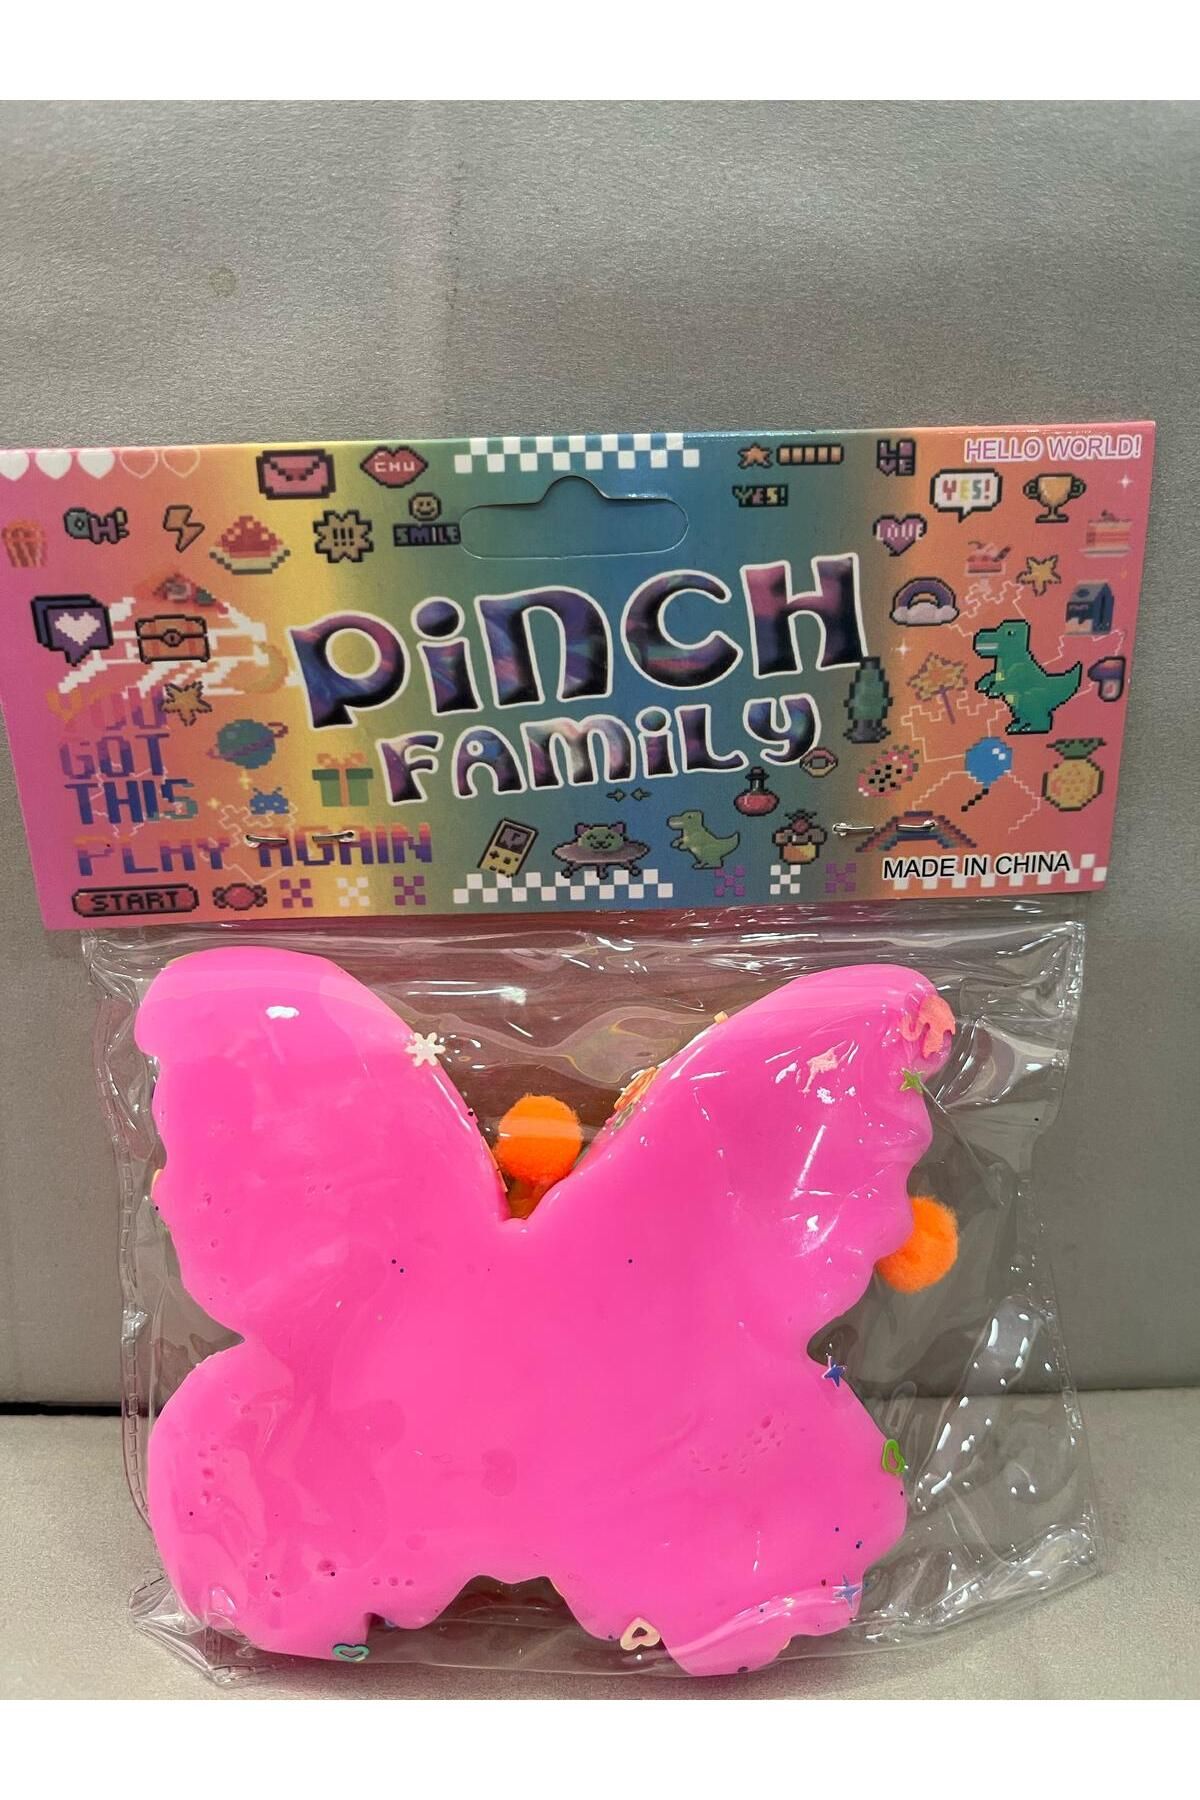 HELLO WORLD!
CHU
LOVE
YES!
YES!
OH!
!!!
SMILE
LOVE
PiNCH
FAMiLY
YOU
GOT
THIS
PLAY AGAIN
START
MADE IN CHINA